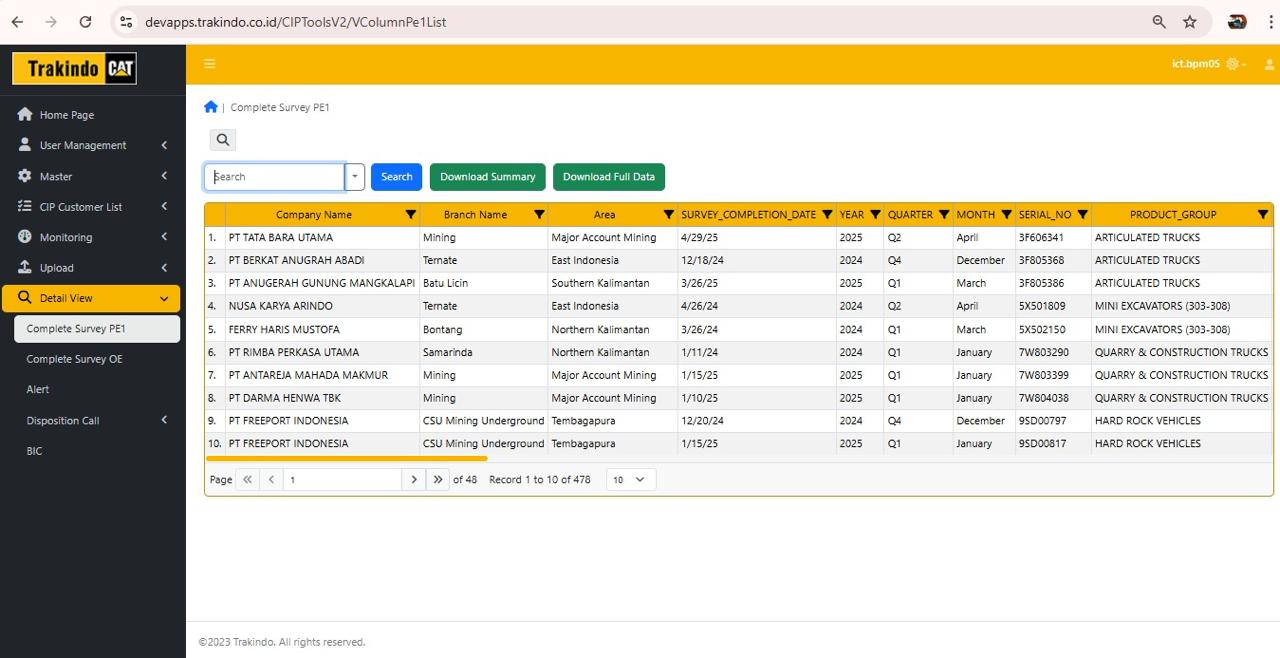 devapps.trakindo.co.id/CIPToolsV2/VColumnPe1List
Trakindo CAT
ict.bpm05
Home Page
User Management
Master
CIP Customer List
Monitoring
Upload
Detail View
Complete Survey PE1
Complete Survey OE
Alert
Disposition Call
BIC
| Complete Survey PE1
Search Search Download Summary Download Full Data
Company Name Branch Name Area SURVEY_COMPLETION_DATE YEAR QUARTER MONTH SERIAL_NO PRODUCT_GROUP
1. PT TATA BARA UTAMA Mining Major Account Mining 4/29/25 2025 Q2 April 3F606341 ARTICULATED TRUCKS
2. PT BERKAT ANUGRAH ABADI Ternate East Indonesia 12/18/24 2024 Q4 December 3F805368 ARTICULATED TRUCKS
3. PT ANUGERAH GUNUNG MANGKALAPI Batu Licin Southern Kalimantan 3/26/25 2025 Q1 March 3F805386 ARTICULATED TRUCKS
4. NUSA KARYA ARINDO Ternate East Indonesia 4/26/24 2024 Q2 April 5X501809 MINI EXCAVATORS (303-308)
5. FERRY HARIS MUSTOFA Bontang Northern Kalimantan 3/26/24 2024 Q1 March 5X502150 MINI EXCAVATORS (303-308)
6. PT RIMBA PERKASA UTAMA Samarinda Northern Kalimantan 1/11/24 2024 Q1 January 7W803290 QUARRY & CONSTRUCTION TRUCKS
7. PT ANTAREJA MAHADA MAKMUR Mining Major Account Mining 1/15/25 2025 Q1 January 7W803399 QUARRY & CONSTRUCTION TRUCKS
8. PT DARMA HENWA TBK Mining Major Account Mining 1/10/25 2025 Q1 January 7W804038 QUARRY & CONSTRUCTION TRUCKS
9. PT FREEPORT INDONESIA CSU Mining Underground Tembagapura 12/20/24 2024 Q4 December 9SD00797 HARD ROCK VEHICLES
10. PT FREEPORT INDONESIA CSU Mining Underground Tembagapura 1/15/25 2025 Q1 January 9SD00817 HARD ROCK VEHICLES
Page 1 of 48 Record 1 to 10 of 478 10
©2023 Trakindo. All rights reserved.